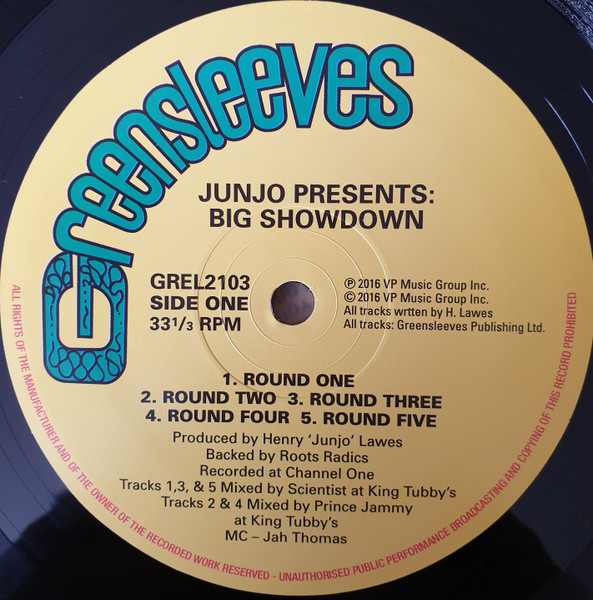 Greensleeves
JUNJO PRESENTS:
BIG SHOWDOWN
GREL2103
SIDE ONE
33 1/3 RPM
℗ 2016 VP Music Group Inc.
© 2016 VP Music Group Inc.
All tracks wrtten by H. Lawes
All tracks: Greensleeves Publishing Ltd.
1. ROUND ONE
2. ROUND TWO 3. ROUND THREE
4. ROUND FOUR 5. ROUND FIVE
Produced by Henry 'Junjo' Lawes
Backed by Roots Radics
Recorded at Channel One
Tracks 1,3, & 5 Mixed by Scientist at King Tubby's
Tracks 2 & 4 Mixed by Prince Jammy
at King Tubby's
MC – Jah Thomas
ALL RIGHTS OF THE MANUFACTURER AND OF THE OWNER OF THE RECORDED WORK RESERVED - UNAUTHORISED PUBLIC PERFORMANCE BROADCASTING AND COPYING OF THIS RECORD PROHIBITED